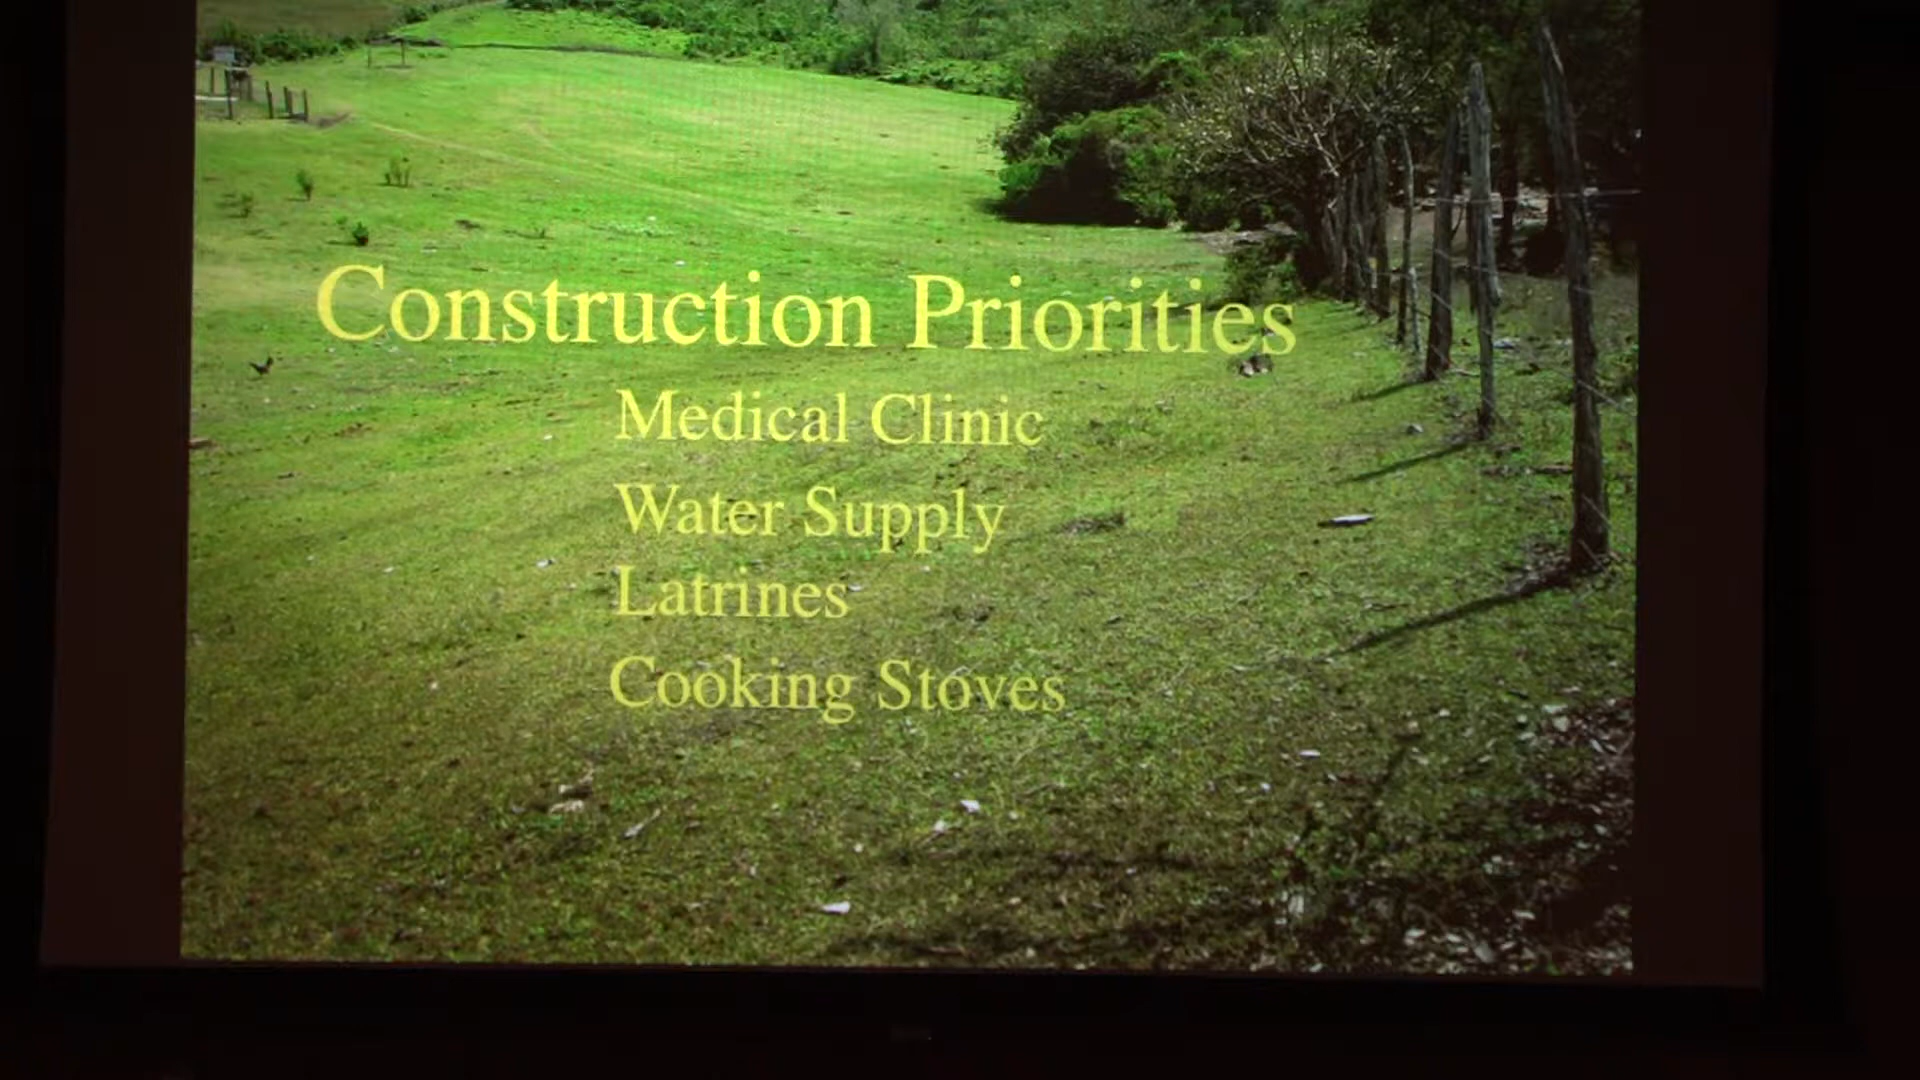 Construction Priorities
Medical Clinic
Water Supply
Latrines
Cooking Stoves